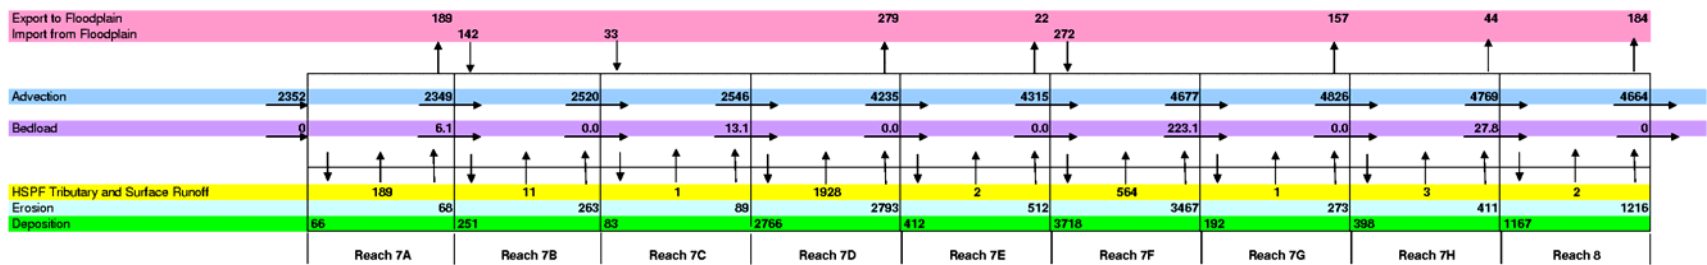 Export to Floodplain 189 279 22 157 44 184
Import from Floodplain 142 33 272
Advection 2352 2349 2520 2546 4235 4315 4677 4826 4769 4664
Bedload 0 6.1 0.0 13.1 0.0 0.0 223.1 0.0 27.8 0
HSPF Tributary and Surface Runoff 189 11 1 1928 2 564 1 3 2
Erosion 68 263 89 2793 512 3467 273 411 1216
Deposition 66 251 83 2766 412 3718 192 398 1167
Reach 7A Reach 7B Reach 7C Reach 7D Reach 7E Reach 7F Reach 7G Reach 7H Reach 8